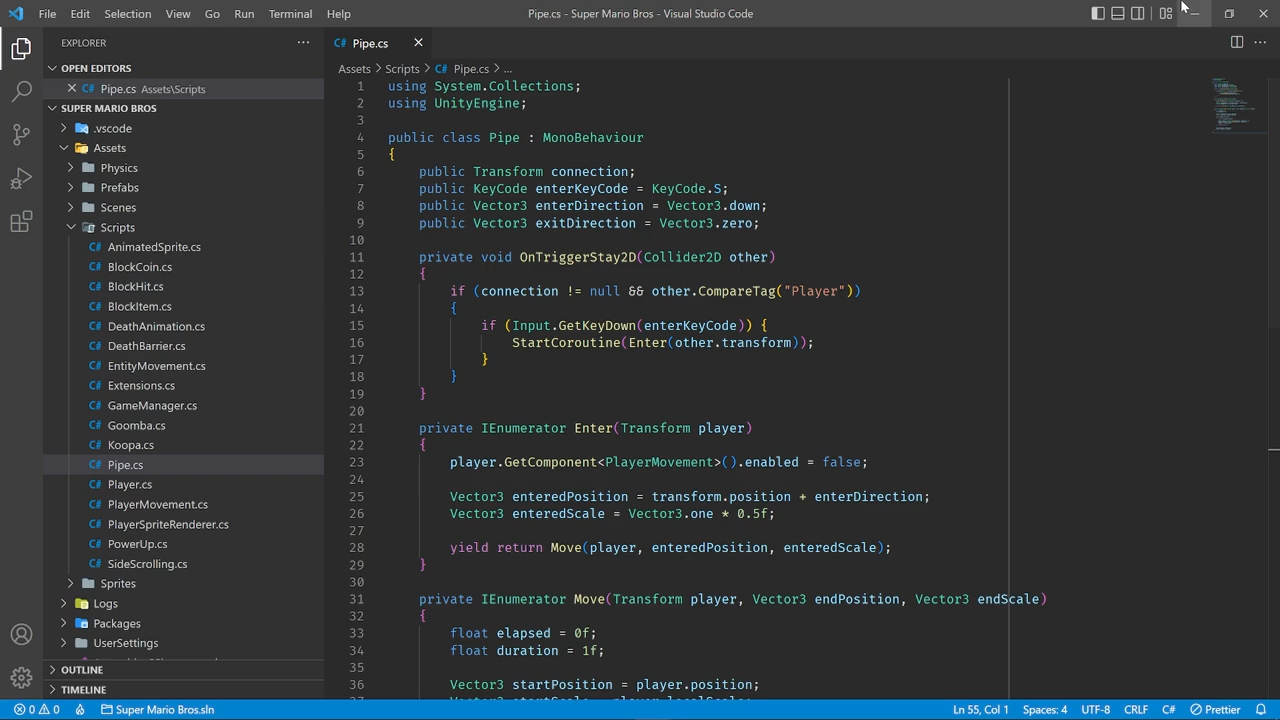 File Edit Selection View Go Run Terminal Help
Pipe.cs - Super Mario Bros - Visual Studio Code
EXPLORER
OPEN EDITORS
Pipe.cs Assets\Scripts
SUPER MARIO BROS
.vscode
Assets
Physics
Prefabs
Scenes
Scripts
C# AnimatedSprite.cs
C# BlockCoin.cs
C# BlockHit.cs
C# BlockItem.cs
C# DeathAnimation.cs
C# DeathBarrier.cs
C# EntityMovement.cs
C# Extensions.cs
C# GameManager.cs
C# Goomba.cs
C# Koopa.cs
C# Pipe.cs
C# Player.cs
C# PlayerMovement.cs
C# PlayerSpriteRenderer.cs
C# PowerUp.cs
C# SideScrolling.cs
Sprites
Logs
Packages
UserSettings
OUTLINE
TIMELINE
C# Pipe.cs
Assets > Scripts > C# Pipe.cs > ...
1 using System.Collections;
2 using UnityEngine;
3
4 public class Pipe : MonoBehaviour
5 {
6 public Transform connection;
7 public KeyCode enterKeyCode = KeyCode.S;
8 public Vector3 enterDirection = Vector3.down;
9 public Vector3 exitDirection = Vector3.zero;
10
11 private void OnTriggerStay2D(Collider2D other)
12 {
13 if (connection != null && other.CompareTag("Player"))
14 {
15 if (Input.GetKeyDown(enterKeyCode)) {
16 StartCoroutine(Enter(other.transform));
17 }
18 }
19 }
20
21 private IEnumerator Enter(Transform player)
22 {
23 player.GetComponent<PlayerMovement>().enabled = false;
24
25 Vector3 enteredPosition = transform.position + enterDirection;
26 Vector3 enteredScale = Vector3.one * 0.5f;
27
28 yield return Move(player, enteredPosition, enteredScale);
29 }
30
31 private IEnumerator Move(Transform player, Vector3 endPosition, Vector3 endScale)
32 {
33 float elapsed = 0f;
34 float duration = 1f;
35
36 Vector3 startPosition = player.position;
0 0 Super Mario Bros.sln
Ln 55, Col 1 Spaces: 4 UTF-8 CRLF C# Prettier